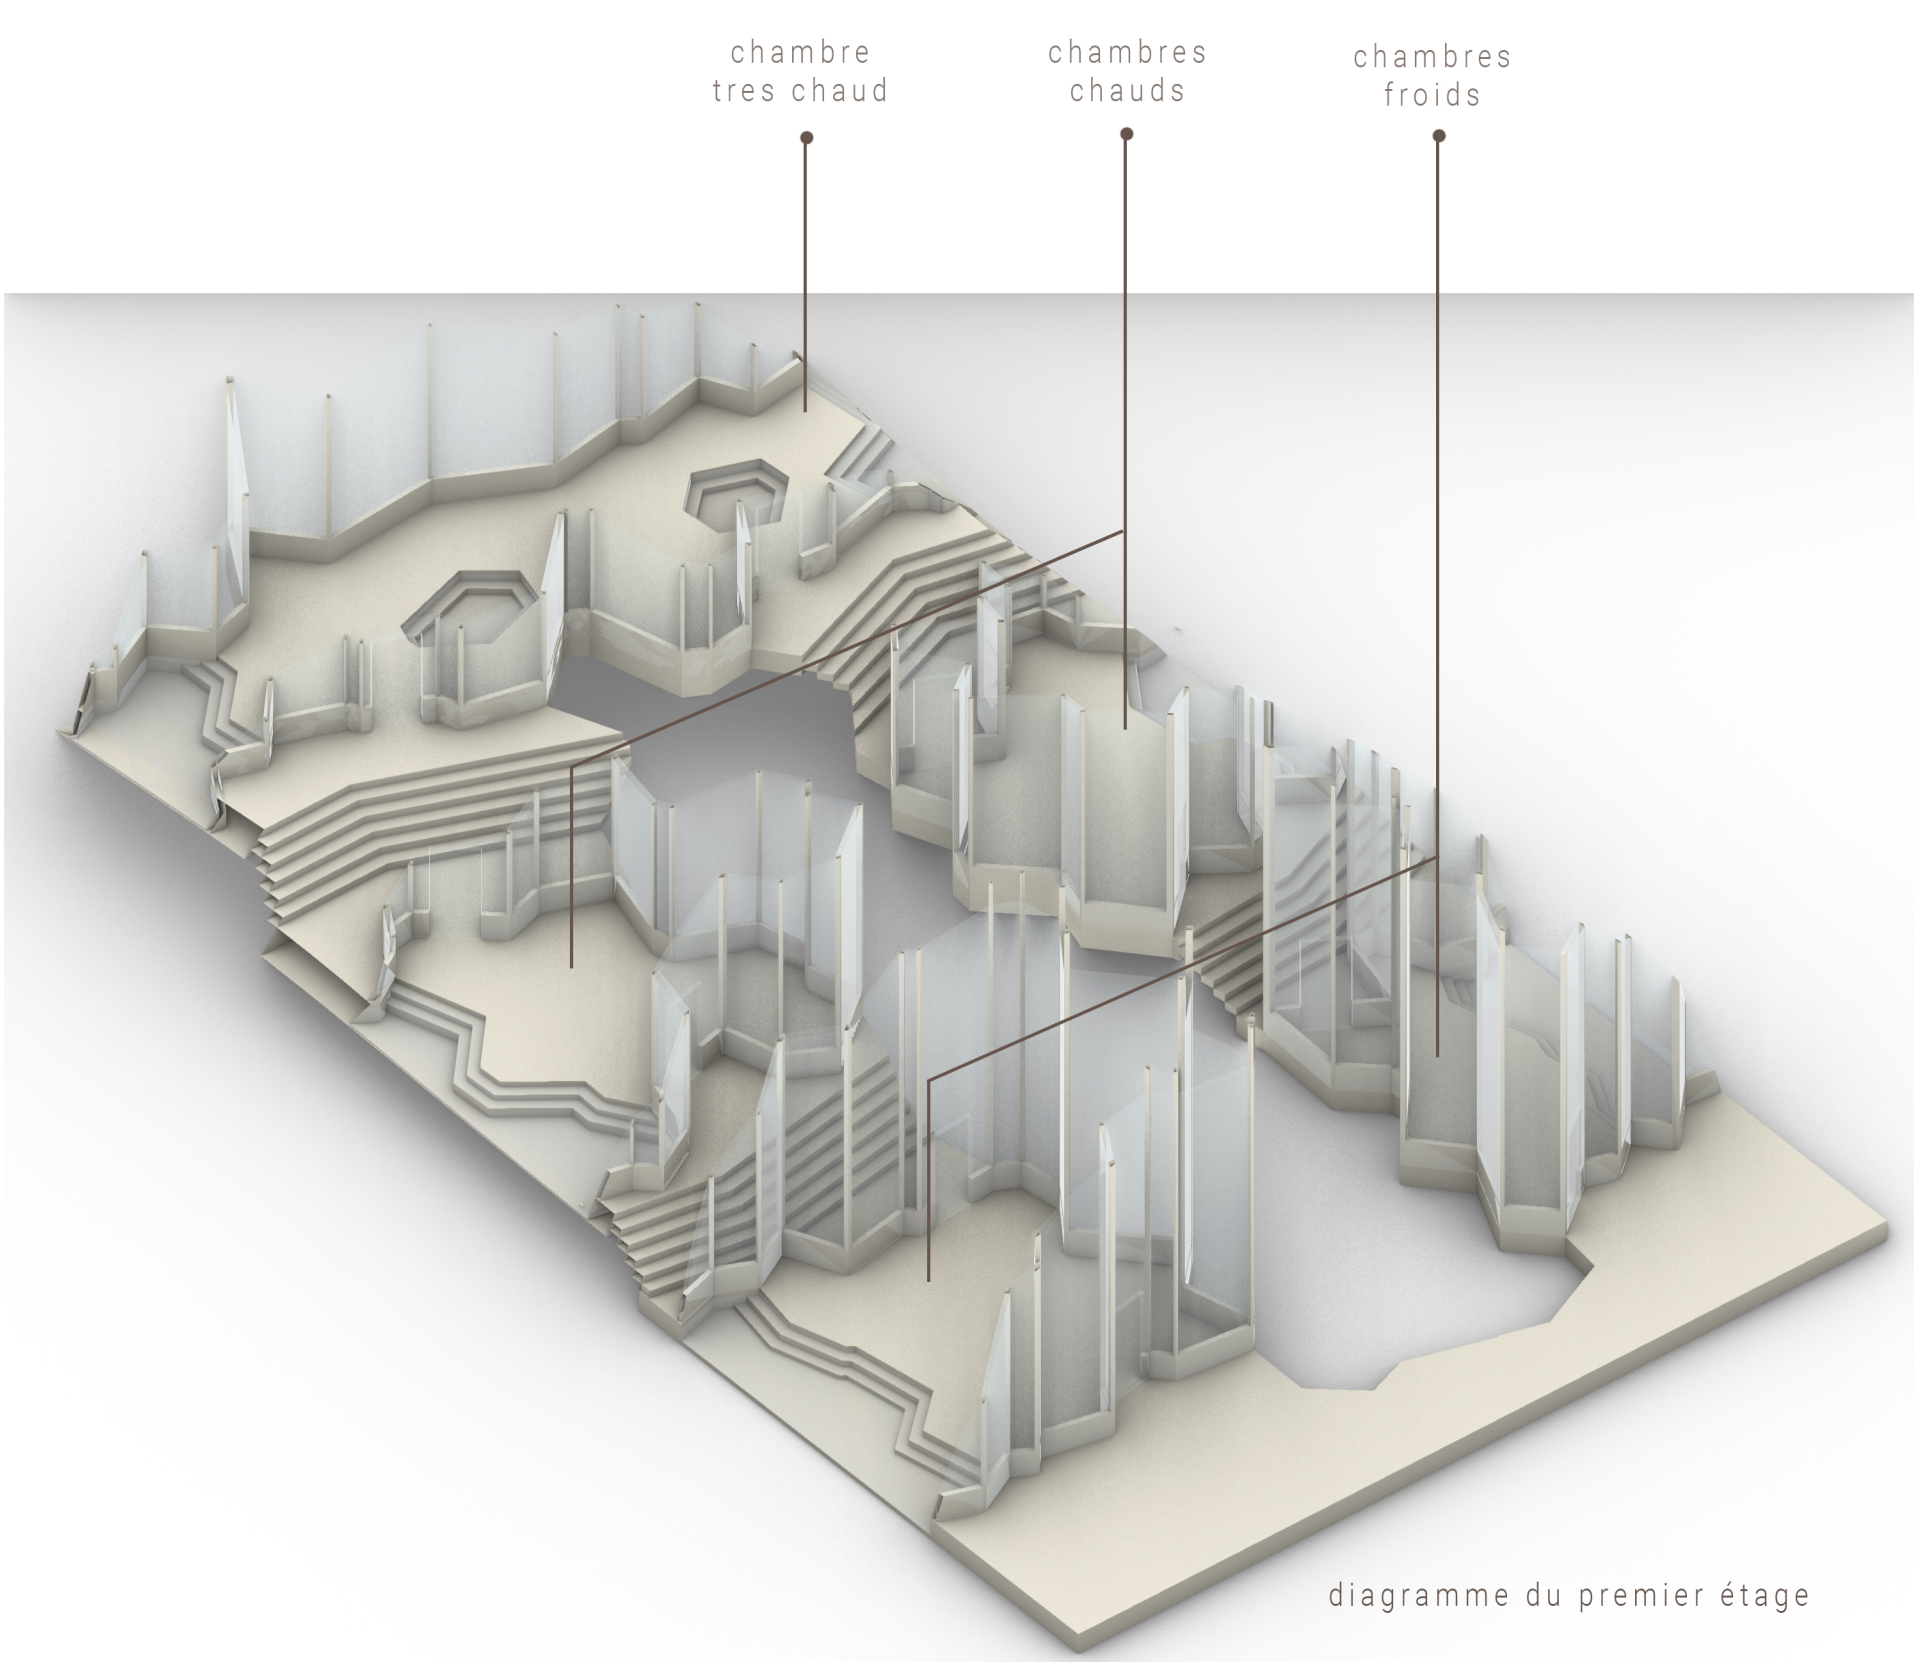 chambre
tres chaud
chambres
chauds
chambres
froids
diagramme du premier étage